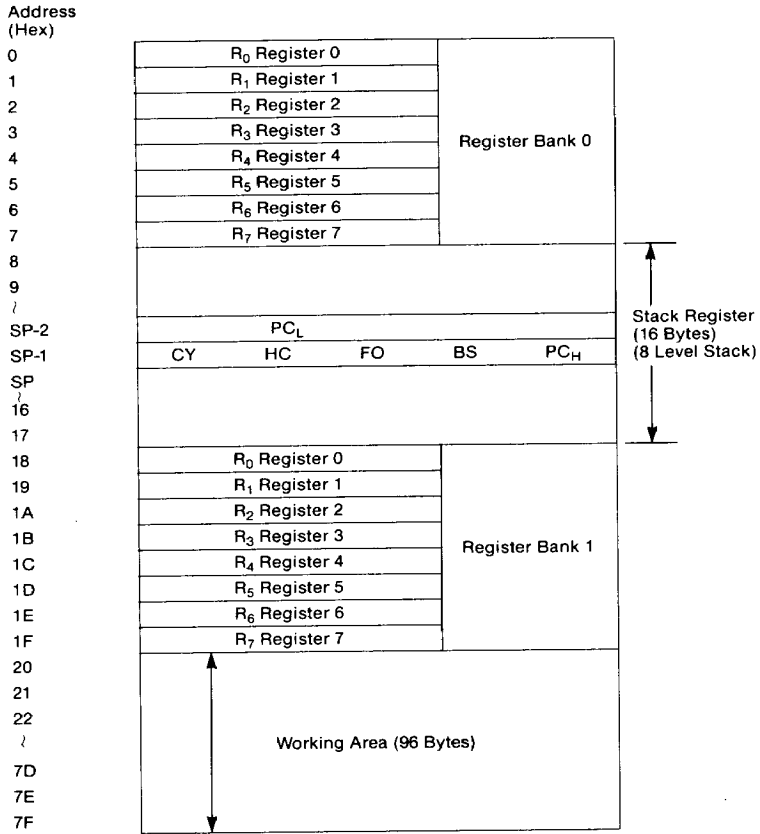 Address
(Hex)
0 R₀ Register 0
1 R₁ Register 1
2 R₂ Register 2
3 R₃ Register 3
Register Bank 0
4 R₄ Register 4
5 R₅ Register 5
6 R₆ Register 6
7 R₇ Register 7
8
9
~
Stack Register
(16 Bytes)
(8 Level Stack)
SP-2 PC_L
SP-1 CY HC FO BS PC_H
SP
~
16
17
18 R₀ Register 0
19 R₁ Register 1
1A R₂ Register 2
1B R₃ Register 3
Register Bank 1
1C R₄ Register 4
1D R₅ Register 5
1E R₆ Register 6
1F R₇ Register 7
20
21
22
~ Working Area (96 Bytes)
7D
7E
7F